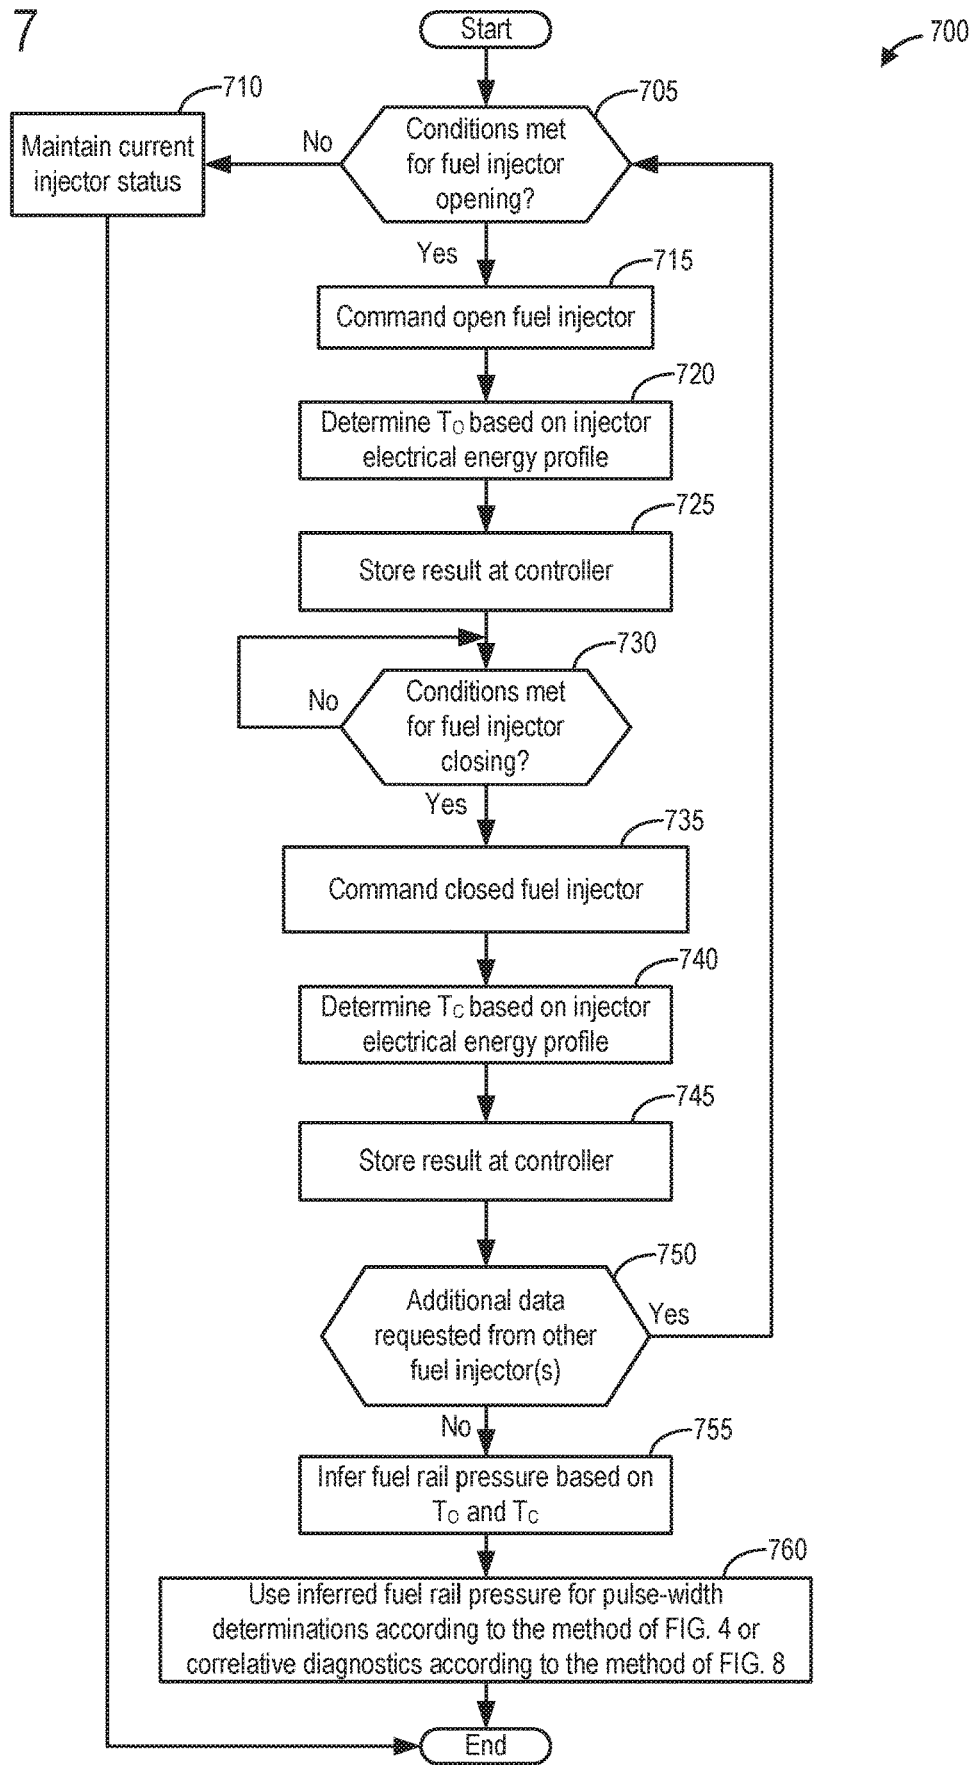 7
Start
700
710
705
Maintain current
injector status
No
Conditions met
for fuel injector
opening?
Yes
715
Command open fuel injector
720
Determine TO based on injector
electrical energy profile
725
Store result at controller
730
No
Conditions met
for fuel injector
closing?
Yes
735
Command closed fuel injector
740
Determine TC based on injector
electrical energy profile
745
Store result at controller
750
Additional data
requested from other
fuel injector(s)
Yes
No
755
Infer fuel rail pressure based on
TO and TC
760
Use inferred fuel rail pressure for pulse-width
determinations according to the method of FIG. 4 or
correlative diagnostics according to the method of FIG. 8
End